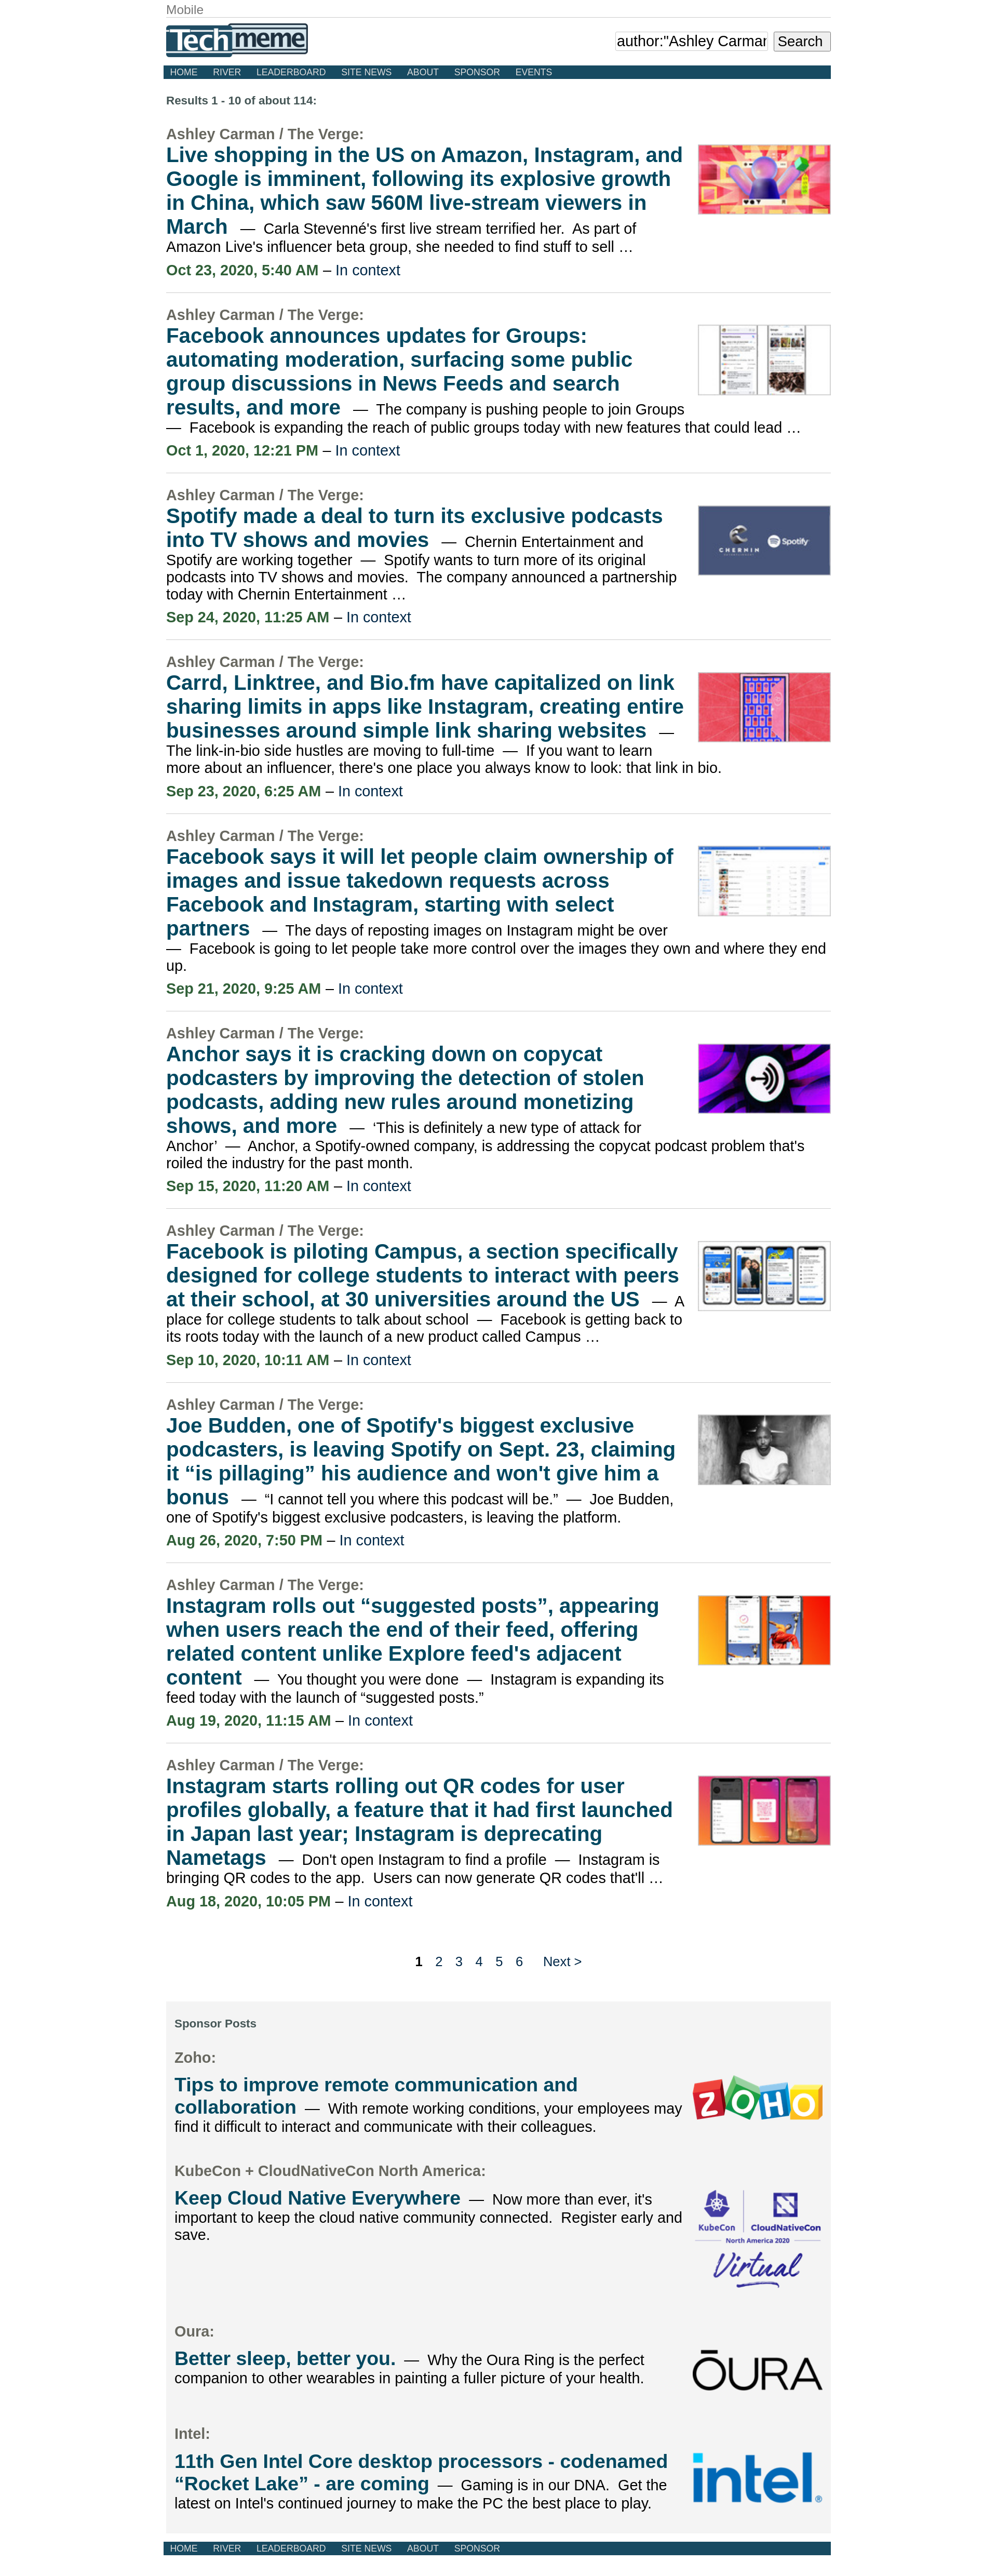 Mobile
Techmeme
author:"Ashley Carmar
Search
HOME RIVER LEADERBOARD SITE NEWS ABOUT SPONSOR EVENTS
Results 1 - 10 of about 114:
Ashley Carman / The Verge:
Live shopping in the US on Amazon, Instagram, and
Google is imminent, following its explosive growth
in China, which saw 560M live-stream viewers in
March — Carla Stevenné's first live stream terrified her. As part of
Amazon Live's influencer beta group, she needed to find stuff to sell …
Oct 23, 2020, 5:40 AM – In context
Ashley Carman / The Verge:
Facebook announces updates for Groups:
automating moderation, surfacing some public
group discussions in News Feeds and search
results, and more — The company is pushing people to join Groups
— Facebook is expanding the reach of public groups today with new features that could lead …
Oct 1, 2020, 12:21 PM – In context
Ashley Carman / The Verge:
Spotify made a deal to turn its exclusive podcasts
into TV shows and movies — Chernin Entertainment and
Spotify are working together — Spotify wants to turn more of its original
podcasts into TV shows and movies. The company announced a partnership
today with Chernin Entertainment …
CHERNIN Spotify
Sep 24, 2020, 11:25 AM – In context
Ashley Carman / The Verge:
Carrd, Linktree, and Bio.fm have capitalized on link
sharing limits in apps like Instagram, creating entire
businesses around simple link sharing websites —
The link-in-bio side hustles are moving to full-time — If you want to learn
more about an influencer, there's one place you always know to look: that link in bio.
Sep 23, 2020, 6:25 AM – In context
Ashley Carman / The Verge:
Facebook says it will let people claim ownership of
images and issue takedown requests across
Facebook and Instagram, starting with select
partners — The days of reposting images on Instagram might be over
— Facebook is going to let people take more control over the images they own and where they end
up.
Sep 21, 2020, 9:25 AM – In context
Ashley Carman / The Verge:
Anchor says it is cracking down on copycat
podcasters by improving the detection of stolen
podcasts, adding new rules around monetizing
shows, and more — ‘This is definitely a new type of attack for
Anchor’ — Anchor, a Spotify-owned company, is addressing the copycat podcast problem that's
roiled the industry for the past month.
Sep 15, 2020, 11:20 AM – In context
Ashley Carman / The Verge:
Facebook is piloting Campus, a section specifically
designed for college students to interact with peers
at their school, at 30 universities around the US — A
place for college students to talk about school — Facebook is getting back to
its roots today with the launch of a new product called Campus …
Sep 10, 2020, 10:11 AM – In context
Ashley Carman / The Verge:
Joe Budden, one of Spotify's biggest exclusive
podcasters, is leaving Spotify on Sept. 23, claiming
it “is pillaging” his audience and won't give him a
bonus — “I cannot tell you where this podcast will be.” — Joe Budden,
one of Spotify's biggest exclusive podcasters, is leaving the platform.
Aug 26, 2020, 7:50 PM – In context
Ashley Carman / The Verge:
Instagram rolls out “suggested posts”, appearing
when users reach the end of their feed, offering
related content unlike Explore feed's adjacent
content — You thought you were done — Instagram is expanding its
feed today with the launch of “suggested posts.”
Aug 19, 2020, 11:15 AM – In context
Ashley Carman / The Verge:
Instagram starts rolling out QR codes for user
profiles globally, a feature that it had first launched
in Japan last year; Instagram is deprecating
Nametags — Don't open Instagram to find a profile — Instagram is
bringing QR codes to the app. Users can now generate QR codes that'll …
Aug 18, 2020, 10:05 PM – In context
1 2 3 4 5 6 Next >
Sponsor Posts
Zoho:
Tips to improve remote communication and
collaboration — With remote working conditions, your employees may
find it difficult to interact and communicate with their colleagues.
ZOHO
KubeCon + CloudNativeCon North America:
Keep Cloud Native Everywhere — Now more than ever, it's
important to keep the cloud native community connected. Register early and
save.
KubeCon CloudNativeCon
North America 2020
Virtual
Oura:
Better sleep, better you. — Why the Oura Ring is the perfect
companion to other wearables in painting a fuller picture of your health.
ŌURA
Intel:
11th Gen Intel Core desktop processors - codenamed
“Rocket Lake” - are coming — Gaming is in our DNA. Get the
latest on Intel's continued journey to make the PC the best place to play.
intel®
HOME RIVER LEADERBOARD SITE NEWS ABOUT SPONSOR